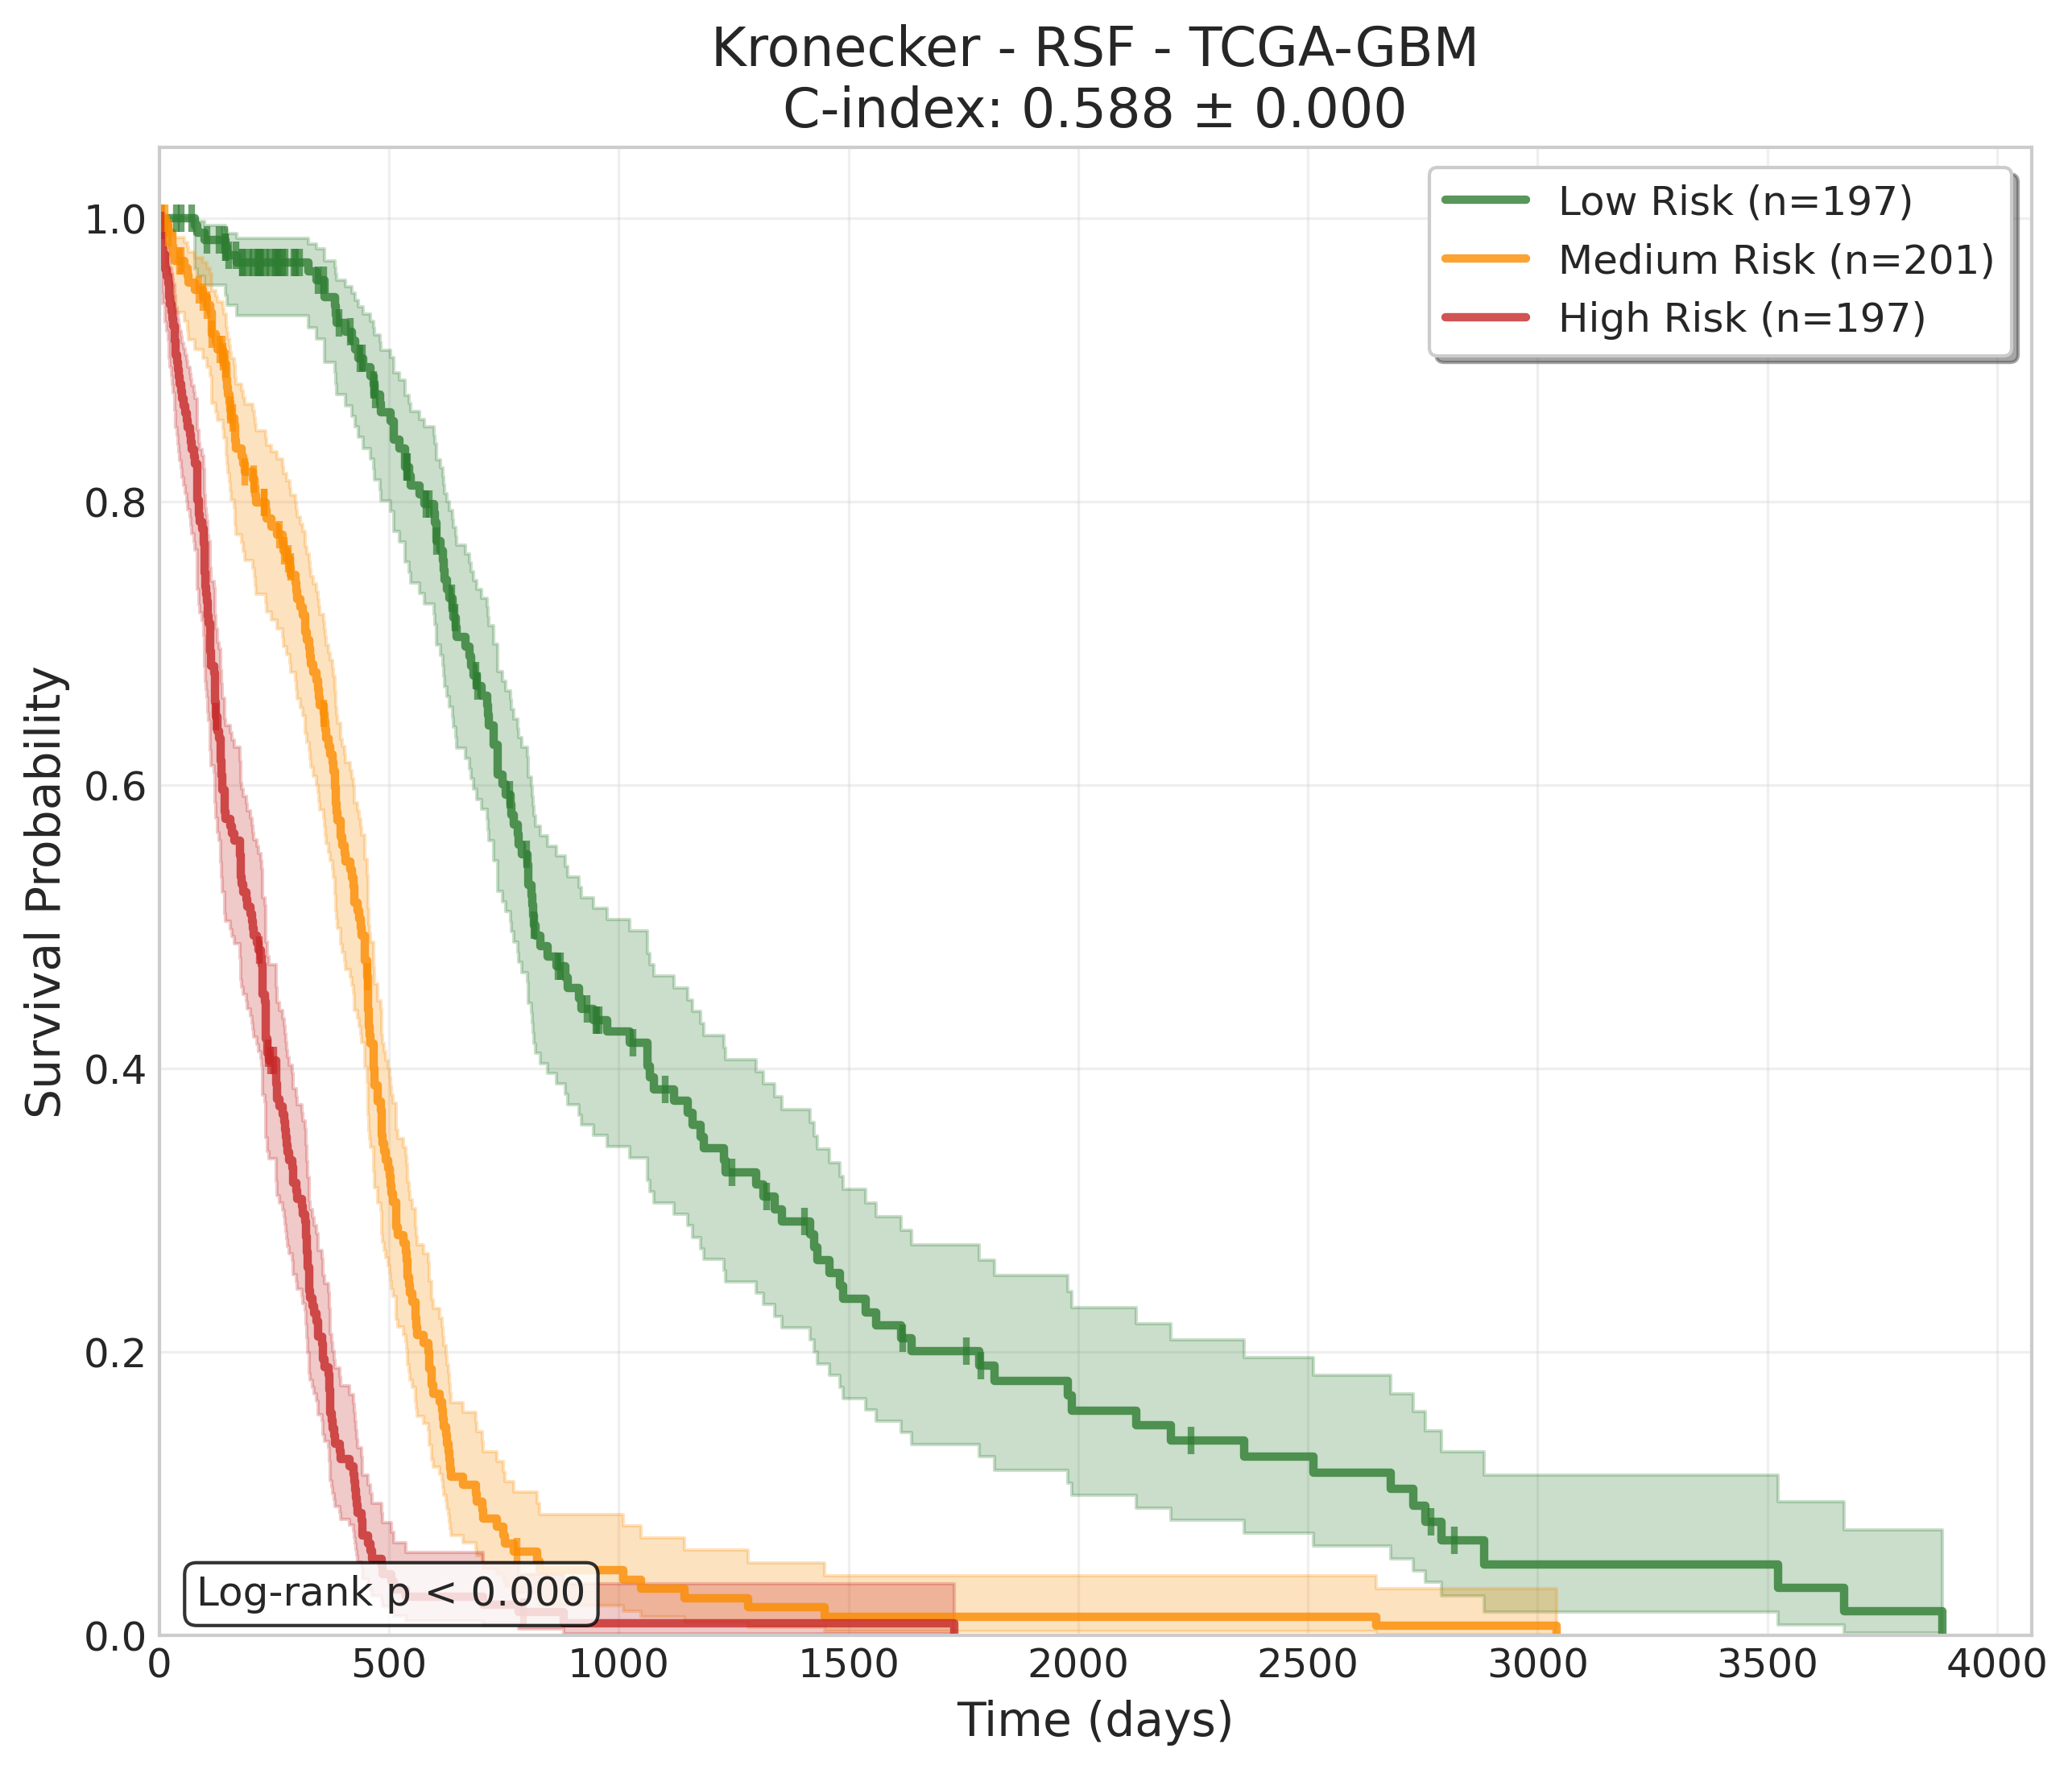 Kronecker - RSF - TCGA-GBM
C-index: 0.588 ± 0.000
Low Risk (n=197)
Medium Risk (n=201)
High Risk (n=197)
Survival Probability
1.0
0.8
0.6
0.4
0.2
0.0
Log-rank p < 0.000
0 500 1000 1500 2000 2500 3000 3500 4000
Time (days)